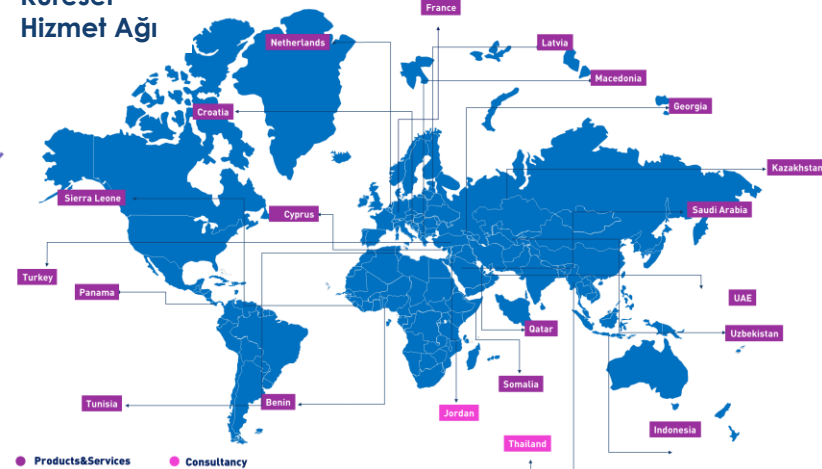 Küresel
Hizmet Ağı
France
Netherlands
Latvia
Macedonia
Croatia
Georgia
Kazakhstan
Sierra Leone
Cyprus
Saudi Arabia
Turkey
Panama
UAE
Qatar
Uzbekistan
Somalia
Tunisia
Benin
Jordan
Indonesia
Thailand
Products&Services
Consultancy